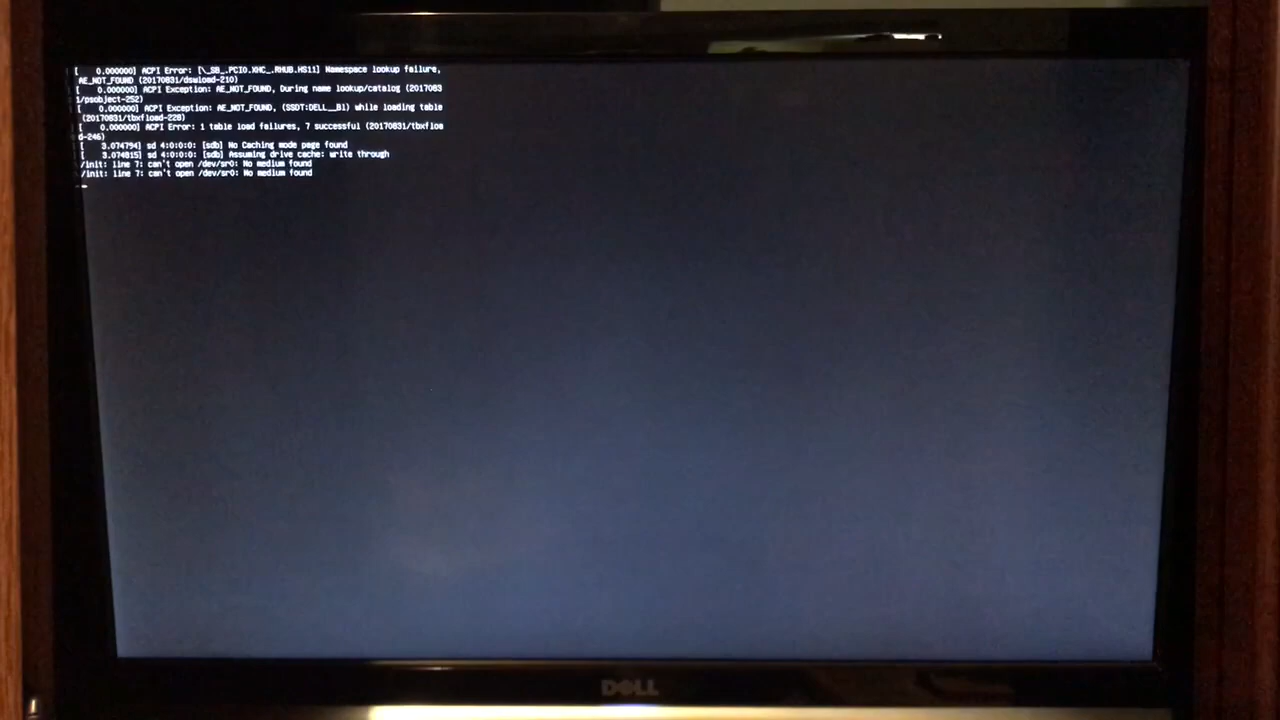 [    0.000000] ACPI Error: [\_SB_.PCI0.XHC_.RHUB.HS11] Namespace lookup failure,
AE_NOT_FOUND (20170831/dswload-210)
[    0.000000] ACPI Exception: AE_NOT_FOUND, During name lookup/catalog (2017083
1/psobject-252)
[    0.000000] ACPI Exception: AE_NOT_FOUND, (SSDT:DELL__B1) while loading table
(20170831/tbxfload-228)
[    0.000000] ACPI Error: 1 table load failures, 7 successful (20170831/tbxfloa
d-246)
[    3.074794] sd 4:0:0:0: [sdb] No Caching mode page found
[    3.074815] sd 4:0:0:0: [sdb] Assuming drive cache: write through
/init: line 7: can't open /dev/sr0: No medium found
/init: line 7: can't open /dev/sr0: No medium found
DELL